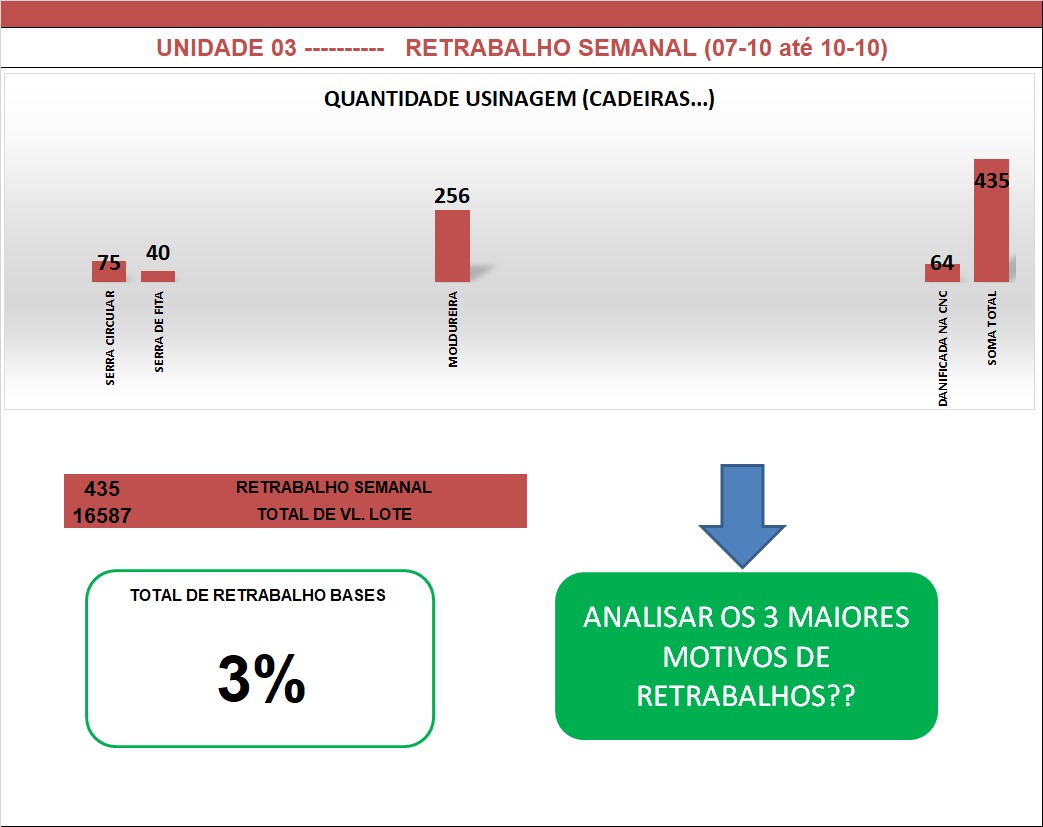 UNIDADE 03 ---------- RETRABALHO SEMANAL (07-10 até 10-10)
QUANTIDADE USINAGEM (CADEIRAS...)
75
40
256
64
435
SERRA CIRCULAR
SERRA DE FITA
MOLDUREIRA
DANIFICADA NA CNC
SOMA TOTAL
435 RETRABALHO SEMANAL
16587 TOTAL DE VL. LOTE
TOTAL DE RETRABALHO BASES
3%
ANALISAR OS 3 MAIORES
MOTIVOS DE
RETRABALHOS??